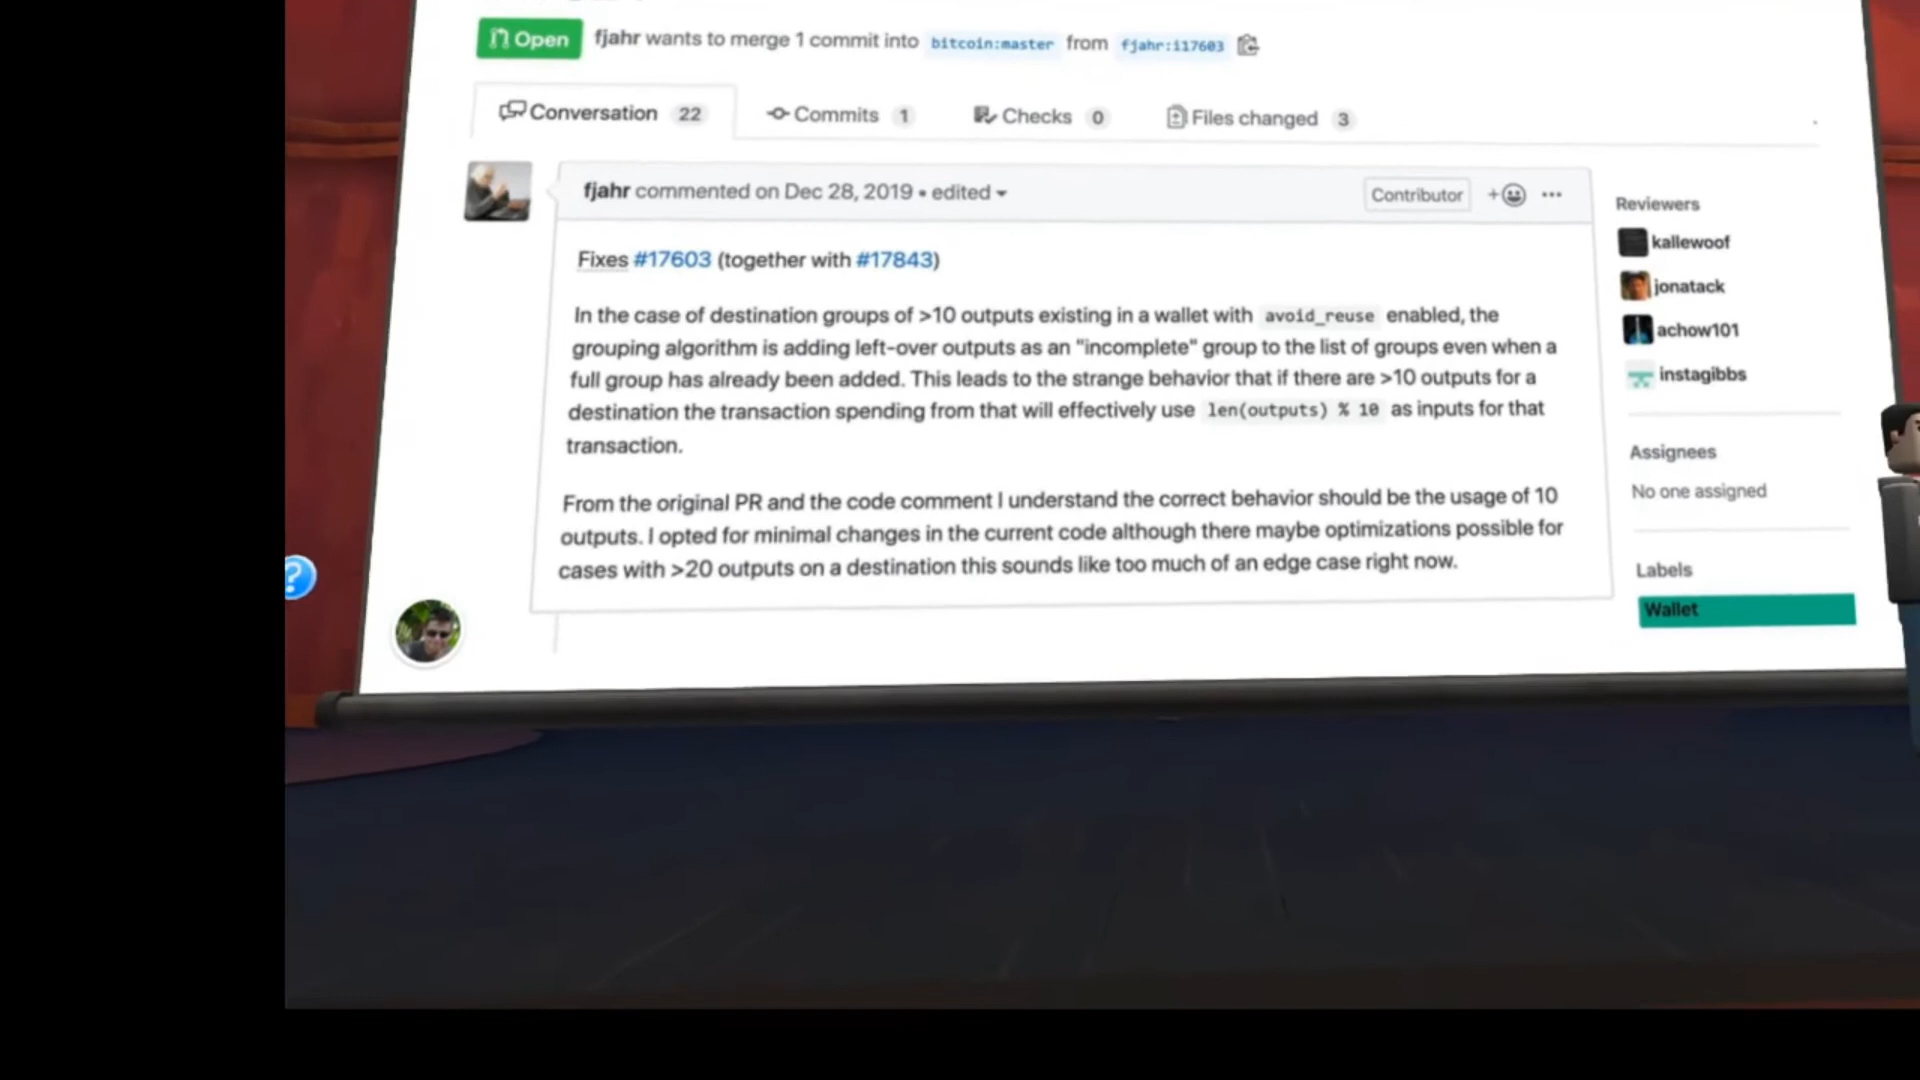 Open fjahr wants to merge 1 commit into bitcoin:master from fjahr:i17603
Conversation 22 Commits 1 Checks 0 Files changed 3
fjahr commented on Dec 28, 2019 • edited Contributor
Fixes #17603 (together with #17843)
In the case of destination groups of >10 outputs existing in a wallet with avoid_reuse enabled, the
grouping algorithm is adding left-over outputs as an "incomplete" group to the list of groups even when a
full group has already been added. This leads to the strange behavior that if there are >10 outputs for a
destination the transaction spending from that will effectively use len(outputs) % 10 as inputs for that
transaction.
From the original PR and the code comment I understand the correct behavior should be the usage of 10
outputs. I opted for minimal changes in the current code although there maybe optimizations possible for
cases with >20 outputs on a destination this sounds like too much of an edge case right now.
Reviewers
kallewoof
jonatack
achow101
instagibbs
Assignees
No one assigned
Labels
Wallet
?